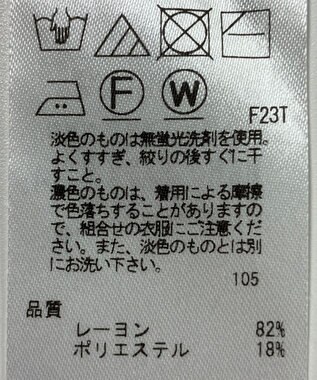 F W
F23T
淡色のものは無蛍光洗剤を使用。
よくすすぎ、絞りの後すぐに干
すこと。
濃色のものは、着用による摩擦
で色落ちすることがありますの
で、組合せの衣服にご注意くだ
さい。また、淡色のものとは別
にお洗い下さい。
105
品質
レーヨン 82%
ポリエステル 18%